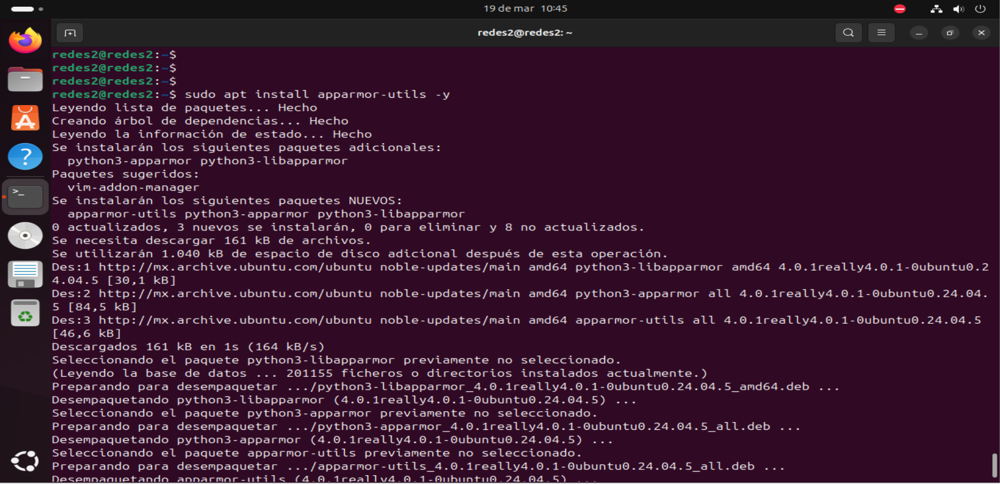 19 de mar 10:45
redes2@redes2: ~
redes2@redes2:~$
redes2@redes2:~$
redes2@redes2:~$
redes2@redes2:~$ sudo apt install apparmor-utils -y
Leyendo lista de paquetes... Hecho
Creando árbol de dependencias... Hecho
Leyendo la información de estado... Hecho
Se instalarán los siguientes paquetes adicionales:
  python3-apparmor python3-libapparmor
Paquetes sugeridos:
  vim-addon-manager
Se instalarán los siguientes paquetes NUEVOS:
  apparmor-utils python3-apparmor python3-libapparmor
0 actualizados, 3 nuevos se instalarán, 0 para eliminar y 8 no actualizados.
Se necesita descargar 161 kB de archivos.
Se utilizarán 1.040 kB de espacio de disco adicional después de esta operación.
Des:1 http://mx.archive.ubuntu.com/ubuntu noble-updates/main amd64 python3-libapparmor amd64 4.0.1really4.0.1-0ubuntu0.2
4.04.5 [30,1 kB]
Des:2 http://mx.archive.ubuntu.com/ubuntu noble-updates/main amd64 python3-apparmor all 4.0.1really4.0.1-0ubuntu0.24.04.
5 [84,5 kB]
Des:3 http://mx.archive.ubuntu.com/ubuntu noble-updates/main amd64 apparmor-utils all 4.0.1really4.0.1-0ubuntu0.24.04.5
[46,6 kB]
Descargados 161 kB en 1s (164 kB/s)
Seleccionando el paquete python3-libapparmor previamente no seleccionado.
(Leyendo la base de datos ... 201155 ficheros o directorios instalados actualmente.)
Preparando para desempaquetar .../python3-libapparmor_4.0.1really4.0.1-0ubuntu0.24.04.5_amd64.deb ...
Desempaquetando python3-libapparmor (4.0.1really4.0.1-0ubuntu0.24.04.5) ...
Seleccionando el paquete python3-apparmor previamente no seleccionado.
Preparando para desempaquetar .../python3-apparmor_4.0.1really4.0.1-0ubuntu0.24.04.5_all.deb ...
Desempaquetando python3-apparmor (4.0.1really4.0.1-0ubuntu0.24.04.5) ...
Seleccionando el paquete apparmor-utils previamente no seleccionado.
Preparando para desempaquetar .../apparmor-utils_4.0.1really4.0.1-0ubuntu0.24.04.5_all.deb ...
Desempaquetando apparmor-utils (4.0.1really4.0.1-0ubuntu0.24.04.5) ...